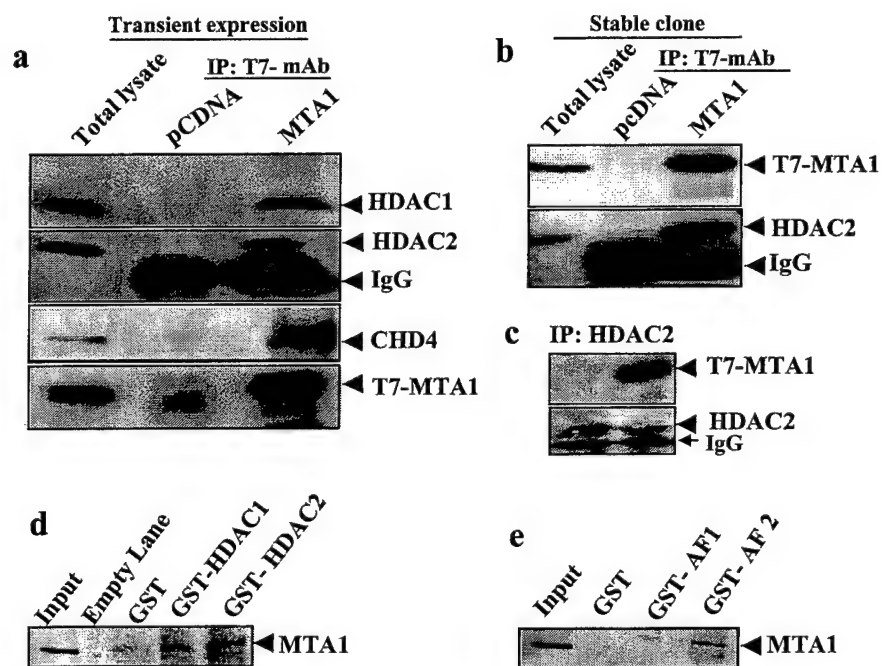 Transient expression
a
IP: T7- mAb
Total lysate
pCDNA
MTA1
HDAC1
HDAC2
IgG
CHD4
T7-MTA1
Stable clone
b
IP: T7-mAb
Total lysate
pcDNA
MTA1
T7-MTA1
HDAC2
IgG
c
IP: HDAC2
T7-MTA1
HDAC2
IgG
d
Input
Empty Lane
GST
GST-HDAC1
GST- HDAC2
MTA1
e
Input
GST
GST- AF1
GST- AF 2
MTA1